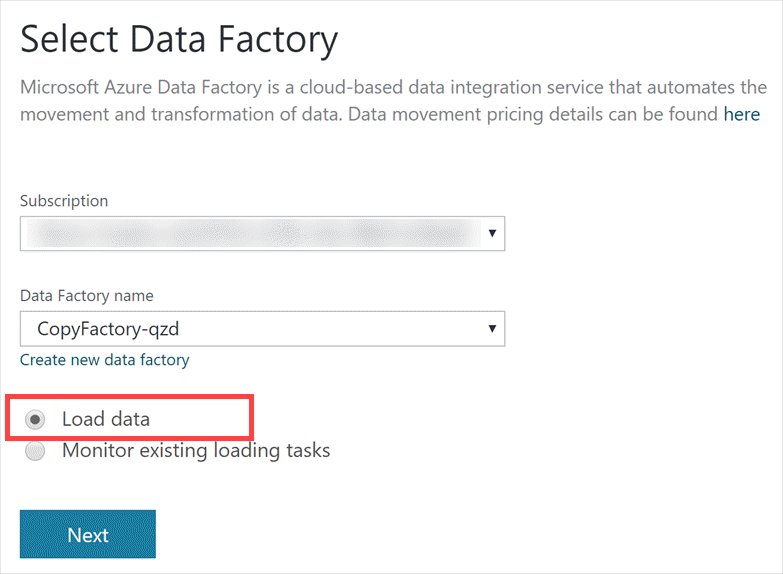 Select Data Factory
Microsoft Azure Data Factory is a cloud-based data integration service that automates the
movement and transformation of data. Data movement pricing details can be found here
Subscription
Data Factory name
CopyFactory-qzd
Create new data factory
Load data
Monitor existing loading tasks
Next